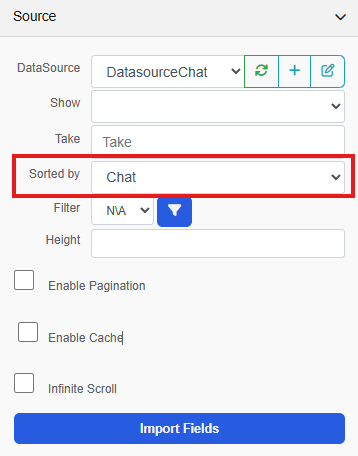 Source
DataSource DatasourceChat
Show
Take Take
Sorted by Chat
Filter N\A
Height
Enable Pagination
Enable Cache
Infinite Scroll
Import Fields